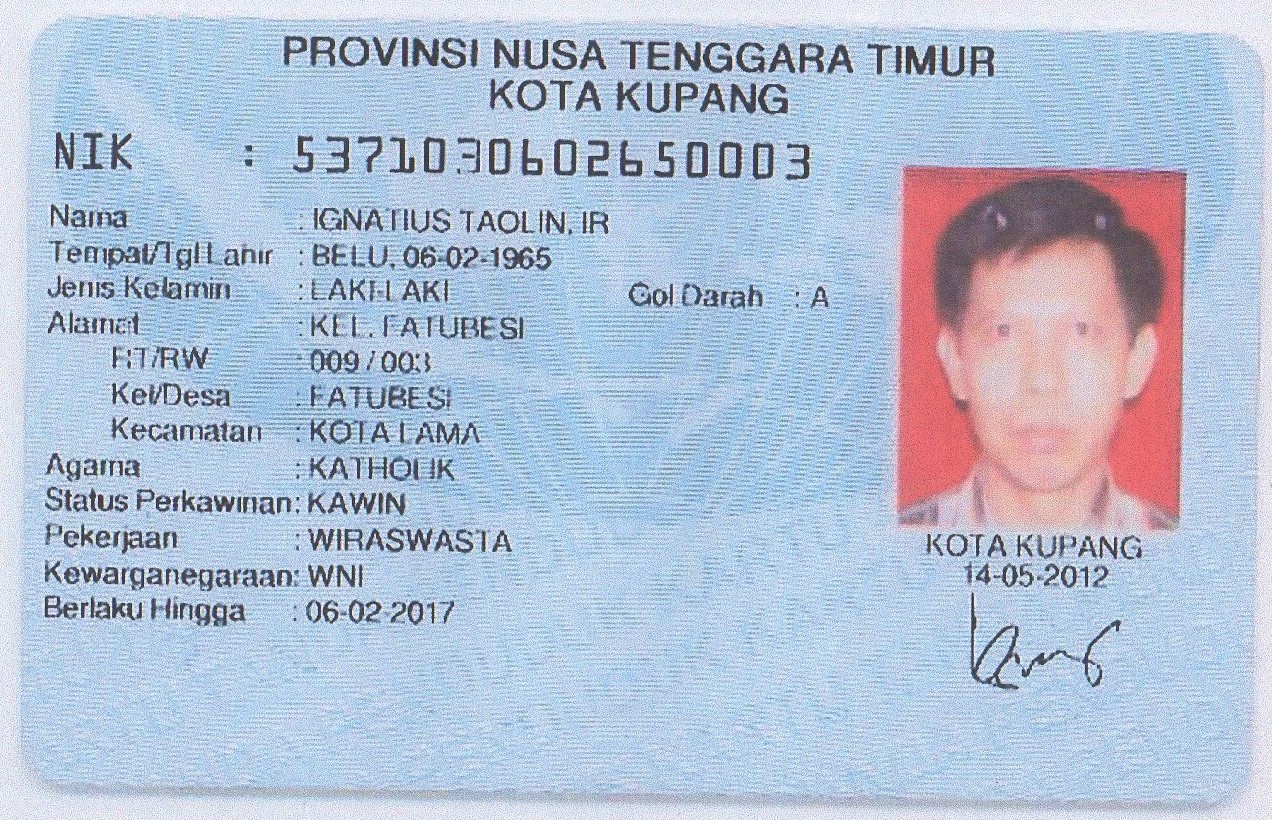 PROVINSI NUSA TENGGARA TIMUR
KOTA KUPANG
NIK : 5371030602650003
Nama : IGNATIUS TAOLIN, IR
Tempat/Tgl Lahir : BELU, 06-02-1965
Jenis Kelamin : LAKI-LAKI Gol Darah : A
Alamat : KEL. FATUBESI
RT/RW : 009 / 003
Kel/Desa : FATUBESI
Kecamatan : KOTA LAMA
Agama : KATHOLIK
Status Perkawinan : KAWIN
Pekerjaan : WIRASWASTA
Kewarganegaraan : WNI
Berlaku Hingga : 06-02-2017
KOTA KUPANG
14-05-2012